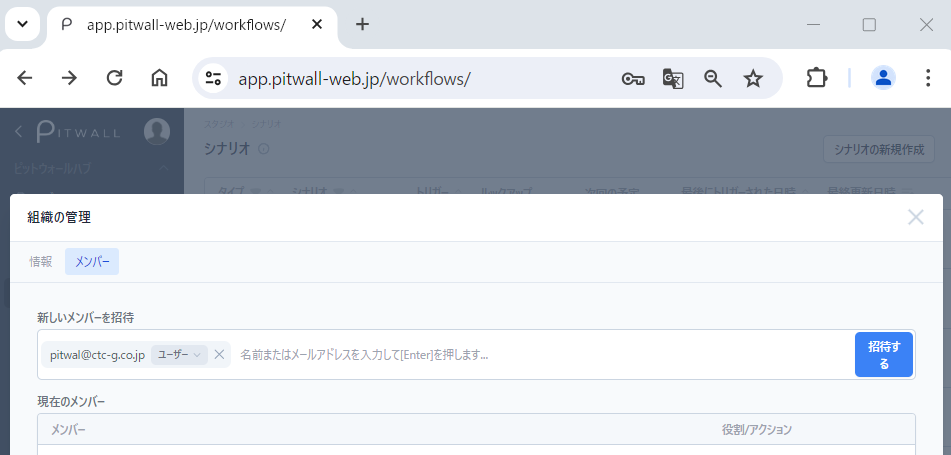 app.pitwall-web.jp/workflows/
app.pitwall-web.jp/workflows/
PITWALL
スタジオ > シナリオ
シナリオ
シナリオの新規作成
ピットウォールハブ
タイプ シナリオ トリガー ルックアップ 次回の予定 最後にトリガーされた日時 最終更新日時
組織の管理
情報 メンバー
新しいメンバーを招待
pitwal@ctc-g.co.jp ユーザー 名前またはメールアドレスを入力して[Enter]を押します...
招待す
る
現在のメンバー
メンバー 役割/アクション